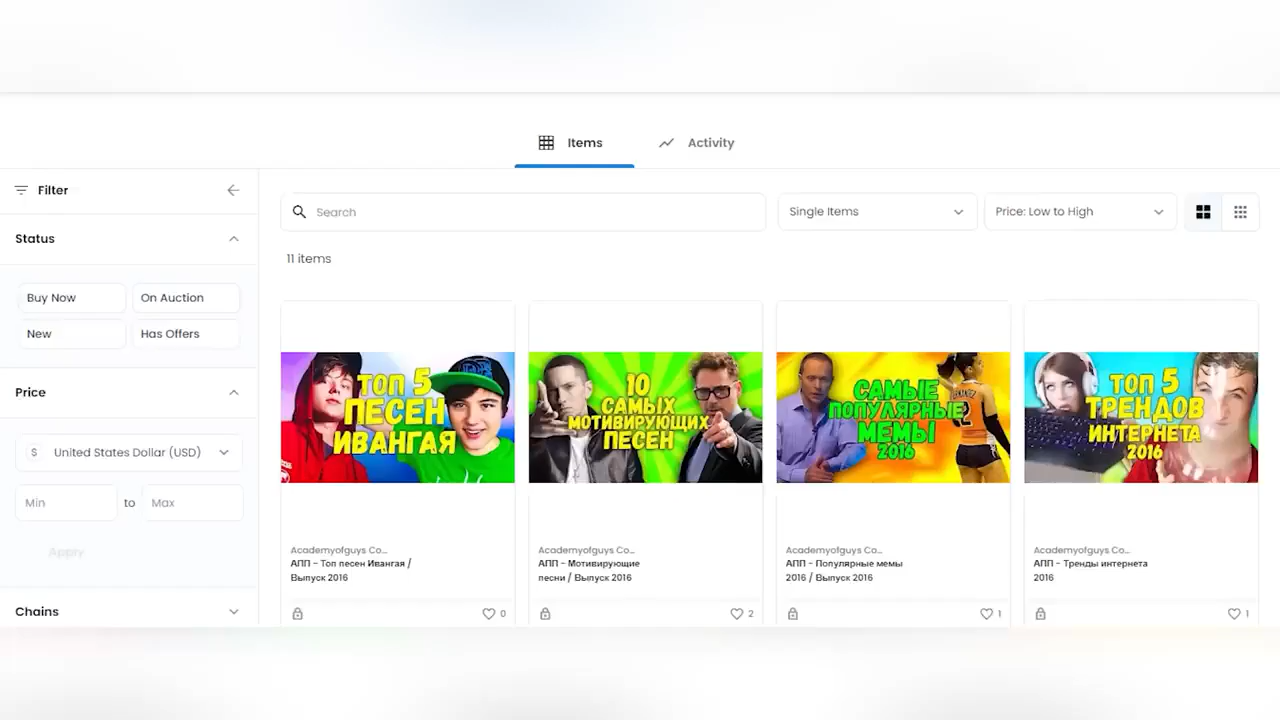 Items
Activity
Filter
Search
Single Items
Price: Low to High
Status
11 items
Buy Now
On Auction
New
Has Offers
Price
$
United States Dollar (USD)
Min
to
Max
Apply
Chains
ТОП 5
ПЕСЕН
ИВАНГАЯ
10
САМЫХ
МОТИВИРУЮЩИХ
ПЕСЕН
САМЫЕ
ПОПУЛЯРНЫЕ
МЕМЫ
2016
ТОП 5
ТРЕНДОВ
ИНТЕРНЕТА
2016
Academyofguys Co...
АПП - Топ песен Ивангая /
Выпуск 2016
0
Academyofguys Co...
АПП - Мотивирующие
песни / Выпуск 2016
2
Academyofguys Co...
АПП - Популярные мемы
2016 / Выпуск 2016
1
Academyofguys Co...
АПП - Тренды интернета
2016
1